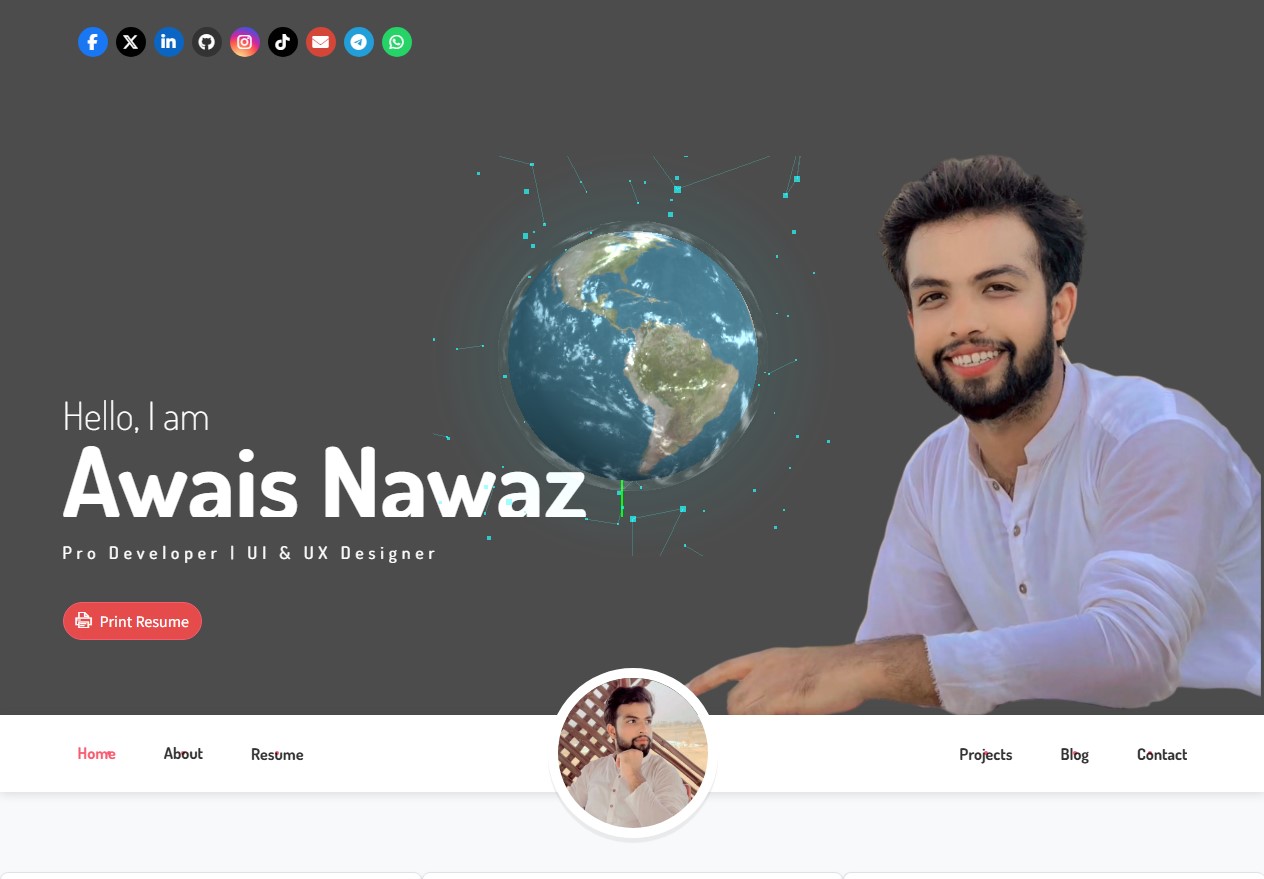 Hello, I am
Awais Nawaz
Pro Developer | UI & UX Designer
Print Resume
Home About Resume Projects Blog Contact